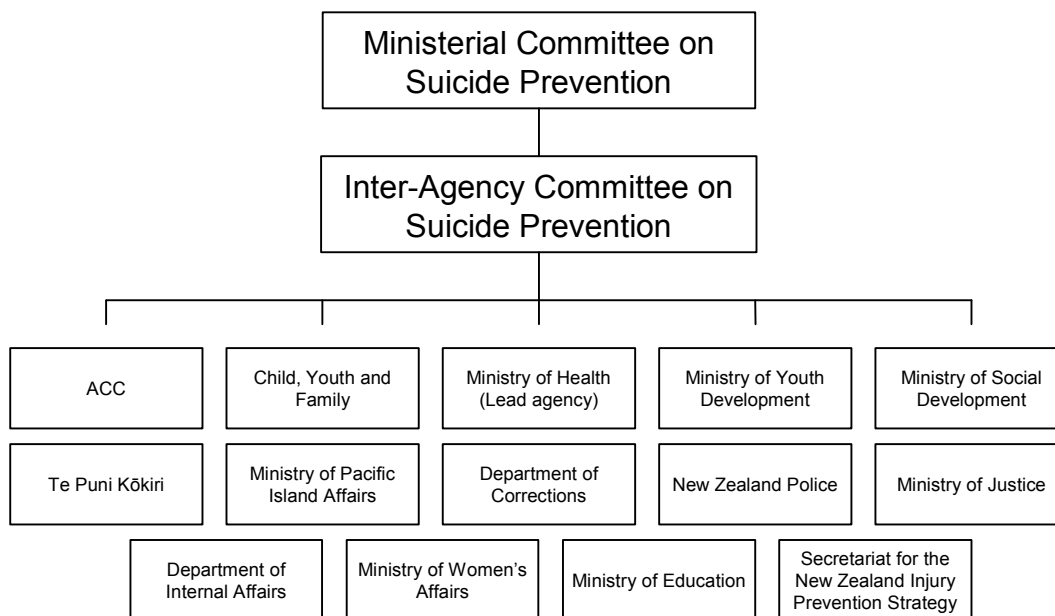 Ministerial Committee on
Suicide Prevention
Inter-Agency Committee on
Suicide Prevention
ACC
Child, Youth and
Family
Ministry of Health
(Lead agency)
Ministry of Youth
Development
Ministry of Social
Development
Te Puni Kōkiri
Ministry of Pacific
Island Affairs
Department of
Corrections
New Zealand Police
Ministry of Justice
Department of
Internal Affairs
Ministry of Women’s
Affairs
Ministry of Education
Secretariat for the
New Zealand Injury
Prevention Strategy